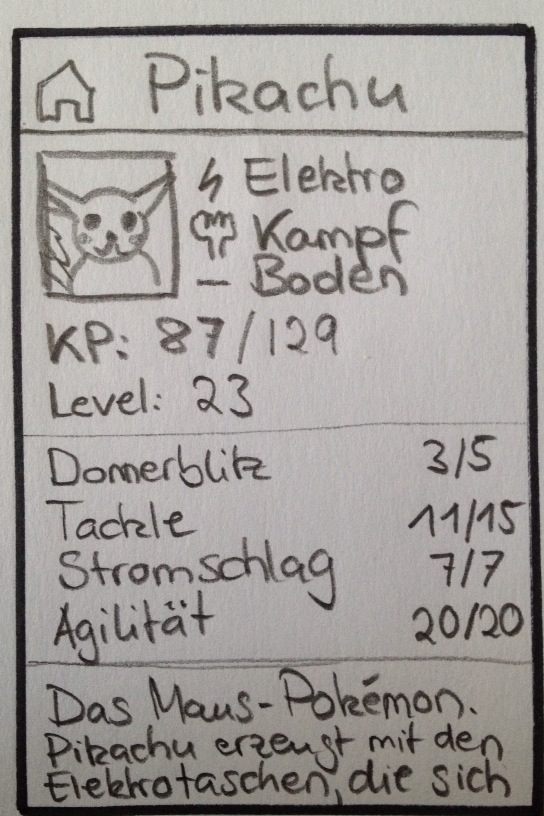 Pikachu
Elektro
Kampf
– Boden
KP: 87/129
Level: 23
Donnerblitz 3/5
Tackle 11/15
Stromschlag 7/7
Agilität 20/20
Das Maus-Pokémon.
Pikachu erzeugt mit den
Elektrotaschen, die sich